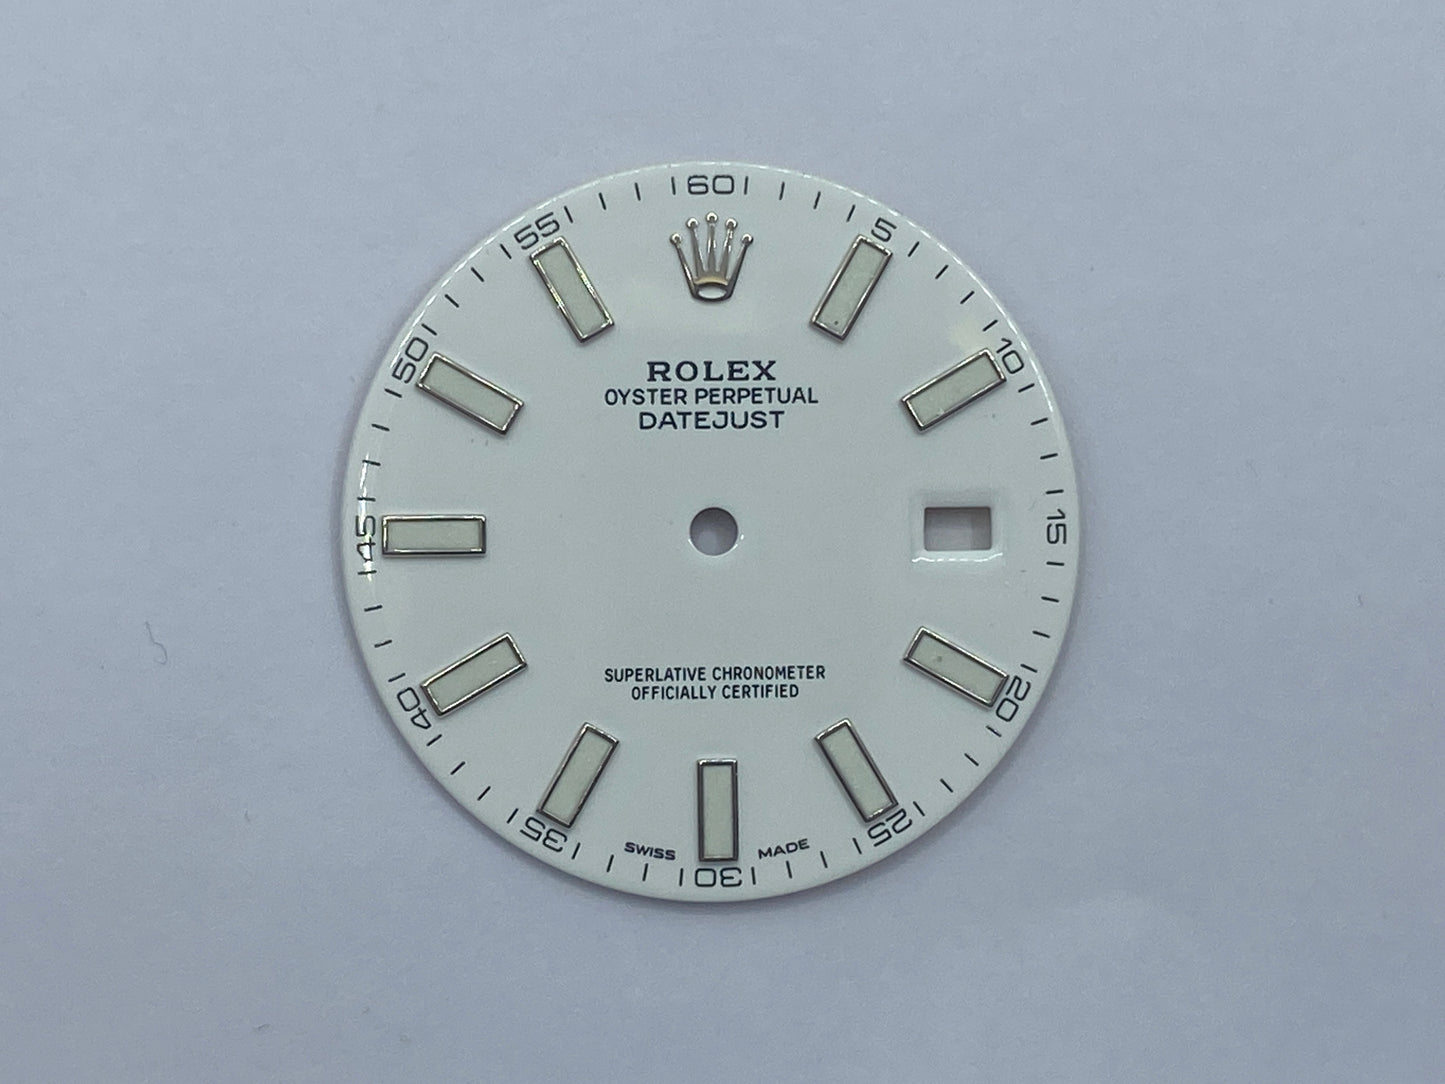 60
5
10
15
20
25
30
35
40
45
50
55
ROLEX
OYSTER PERPETUAL
DATEJUST
SUPERLATIVE CHRONOMETER
OFFICIALLY CERTIFIED
SWISS MADE